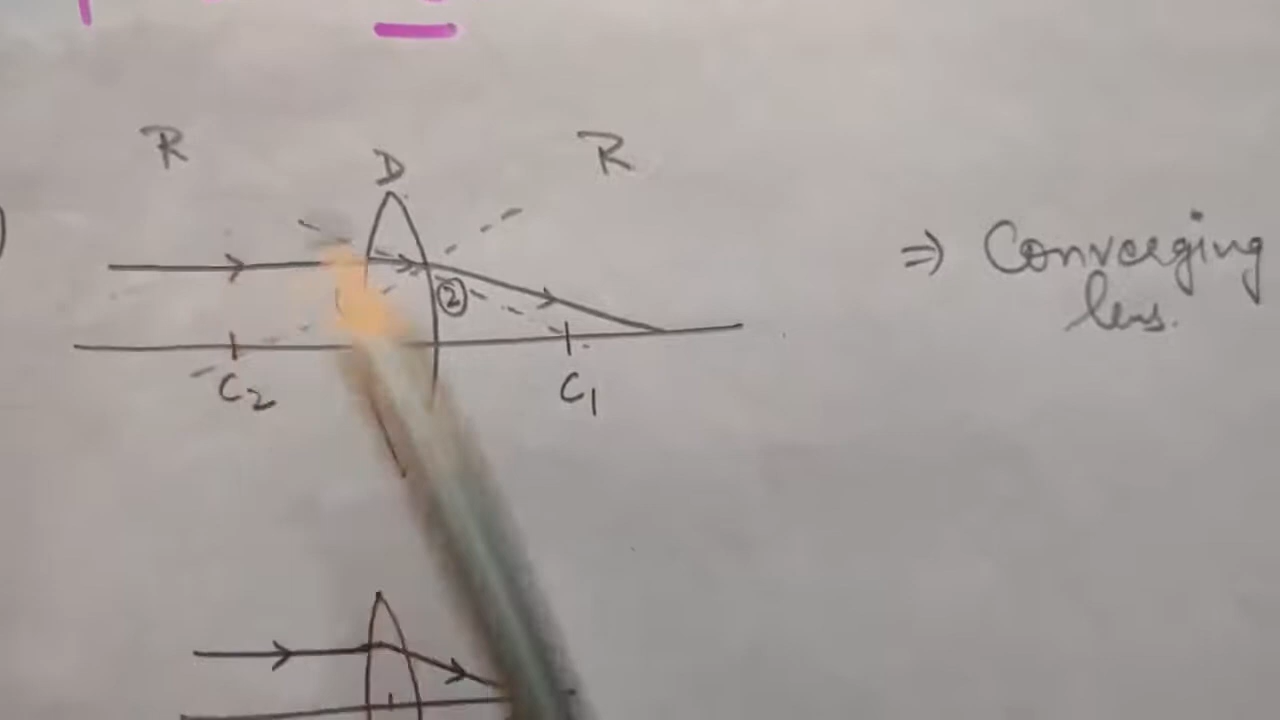 R D R
⇒ Converging
lens.
②
C2 C1